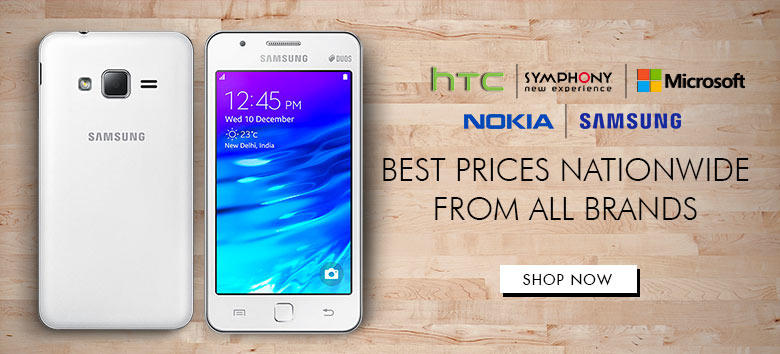 SAMSUNG
SAMSUNG DUOS
12:45 PM
Wed 10 December
23°C
New Delhi, India
hTC | SYMPHONY new experience | Microsoft
NOKIA | SAMSUNG
BEST PRICES NATIONWIDE
FROM ALL BRANDS
SHOP NOW